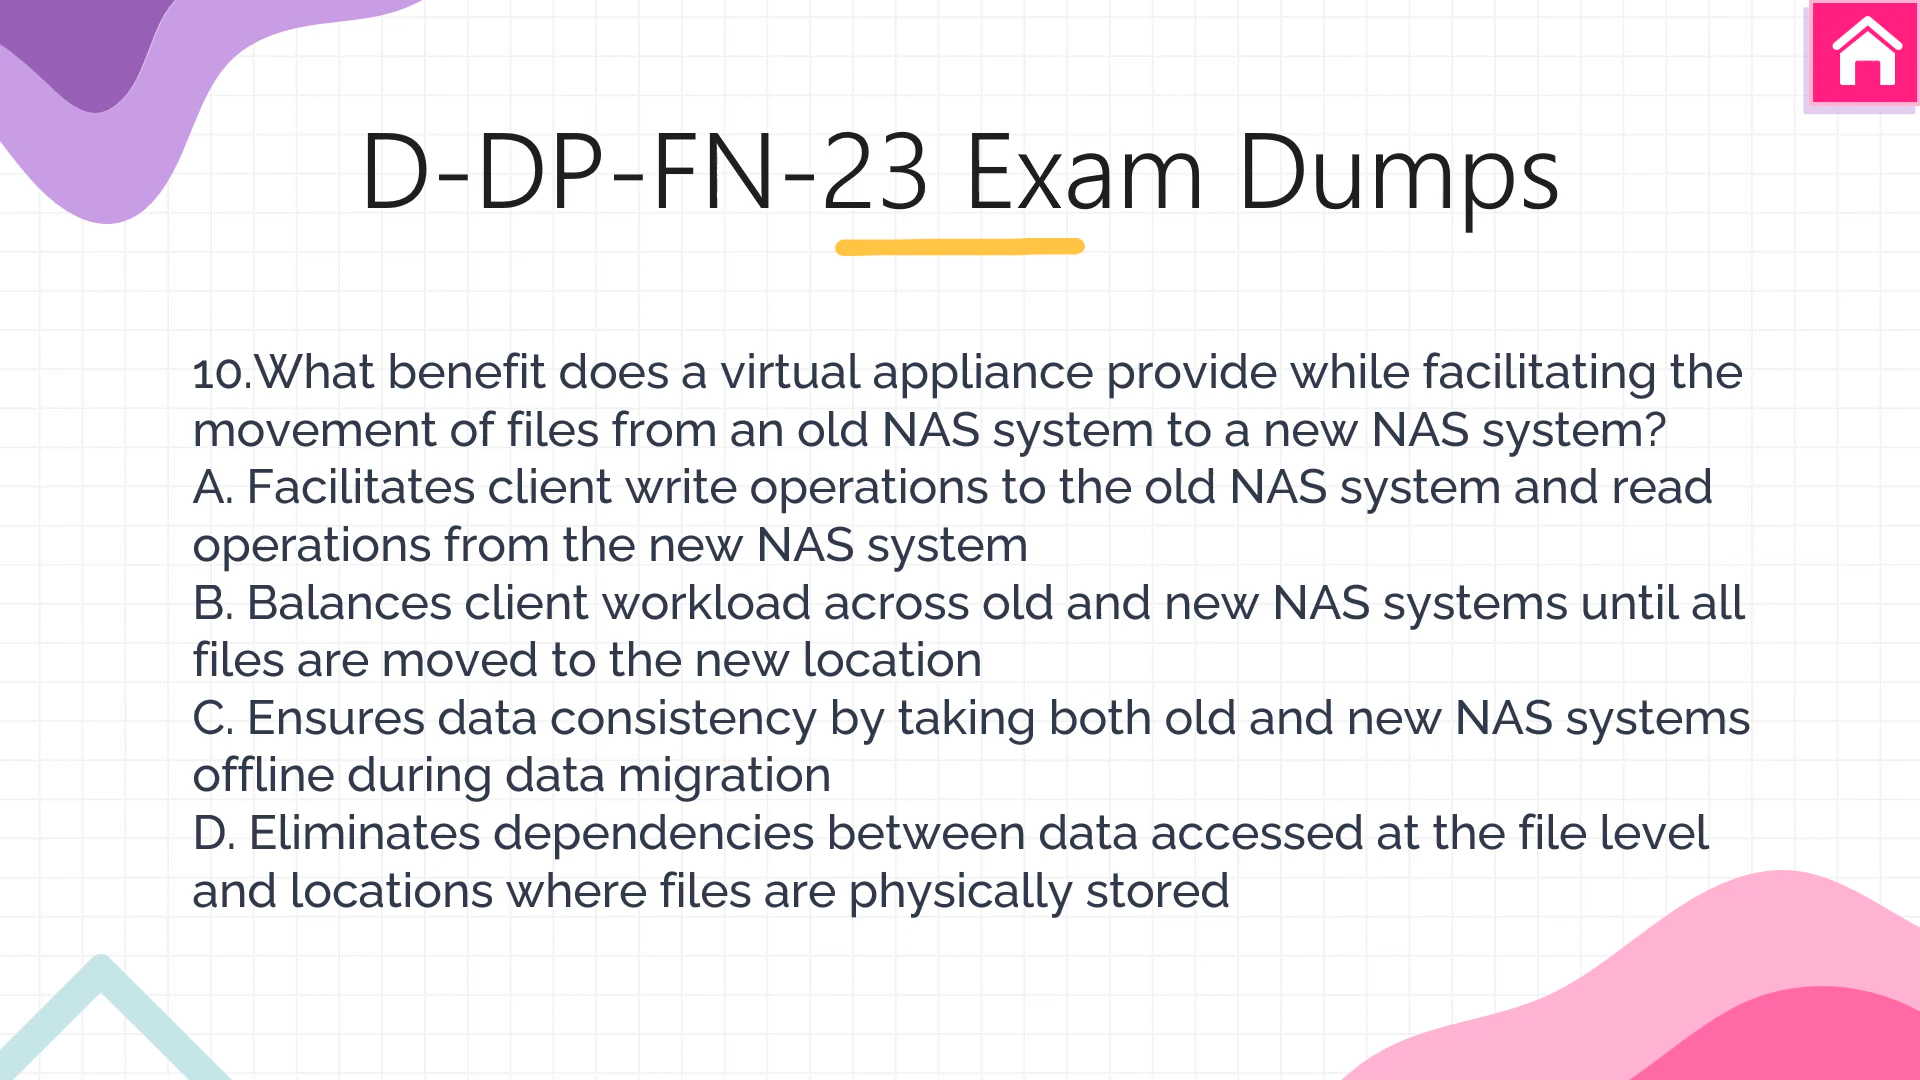 D-DP-FN-23 Exam Dumps
10.What benefit does a virtual appliance provide while facilitating the
movement of files from an old NAS system to a new NAS system?
A. Facilitates client write operations to the old NAS system and read
operations from the new NAS system
B. Balances client workload across old and new NAS systems until all
files are moved to the new location
C. Ensures data consistency by taking both old and new NAS systems
offline during data migration
D. Eliminates dependencies between data accessed at the file level
and locations where files are physically stored